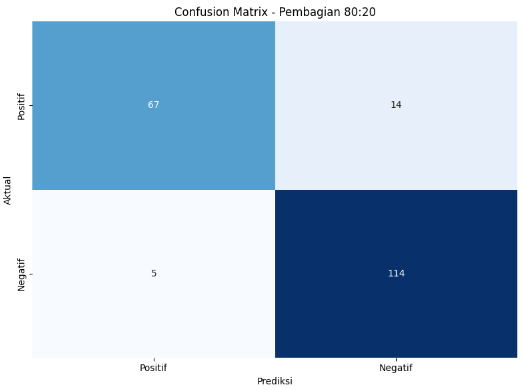 Confusion Matrix - Pembagian 80:20
Positif
67
14
Aktual
Negatif
5
114
Positif
Negatif
Prediksi